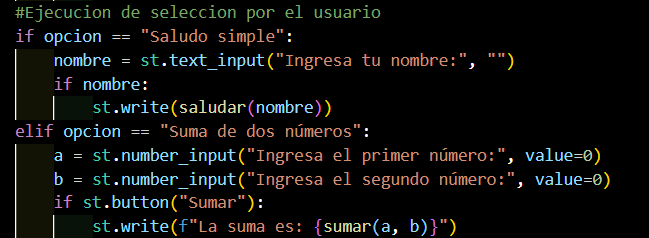 #Ejecucion de seleccion por el usuario
if opcion == "Saludo simple":
    nombre = st.text_input("Ingresa tu nombre:", "")
    if nombre:
        st.write(saludar(nombre))
elif opcion == "Suma de dos números":
    a = st.number_input("Ingresa el primer número:", value=0)
    b = st.number_input("Ingresa el segundo número:", value=0)
    if st.button("Sumar"):
        st.write(f"La suma es: {sumar(a, b)}")